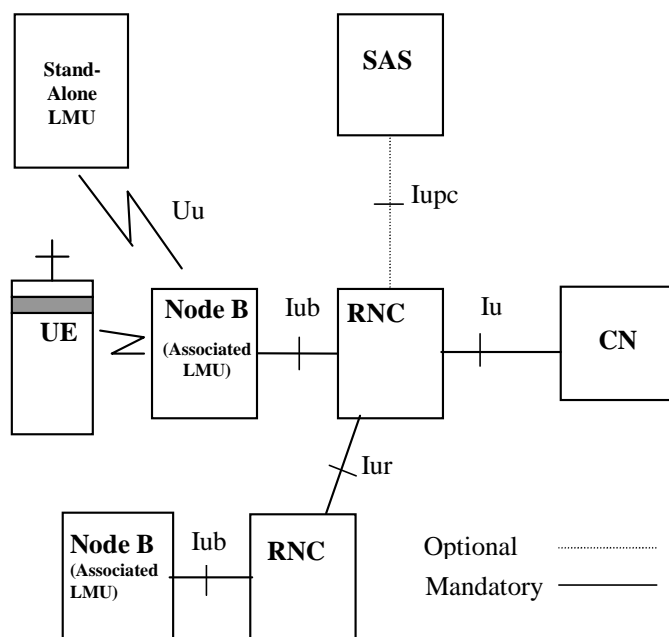 Stand-
Alone
LMU
SAS
Iupc
Uu
UE
Node B
(Associated
LMU)
Iub
RNC
Iu
CN
Iur
Node B
(Associated
LMU)
Iub
RNC
Optional
Mandatory